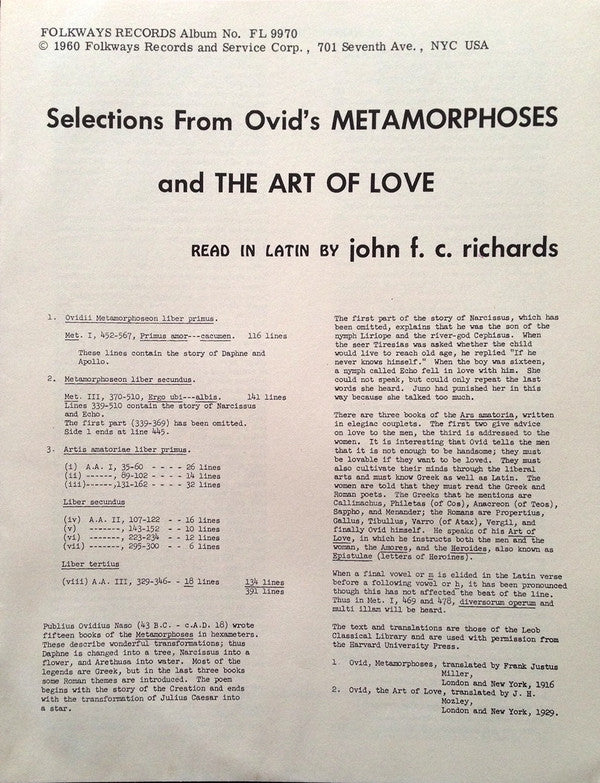 FOLKWAYS RECORDS Album No. FL 9970
© 1960 Folkways Records and Service Corp., 701 Seventh Ave., NYC USA
Selections From Ovid's METAMORPHOSES
and THE ART OF LOVE
READ IN LATIN BY john f. c. richards
1. Ovidii Metamorphoseon liber primus.
Met. I, 452-567, Primus amor---cacumen. 116 lines
These lines contain the story of Daphne and
Apollo.
2. Metamorphoseon liber secundus.
Met. III, 370-510, Ergo ubi---albis. 141 lines
Lines 339-510 contain the story of Narcissus
and Echo.
The first part (339-369) has been omitted.
Side 1 ends at line 445.
3. Artis amatoriae liber primus.
(i) A.A. I, 35-60 - - - - 26 lines
(ii) ------, 89-102 - - - - 14 lines
(iii)------,131-162 - - - - 32 lines
Liber secundus
(iv) A.A. II, 107-122 - - 16 lines
(v) -------, 143-152 - - 10 lines
(vi) -------, 223-234 - - 12 lines
(vii) -------, 295-300 - - 6 lines
Liber tertius
(viii) A.A. III, 329-346- - 18 lines 134 lines
391 lines
Publius Ovidius Naso (43 B.C. - c.A.D. 18) wrote
fifteen books of the Metamorphoses in hexameters.
These describe wonderful transformations; thus
Daphne is changed into a tree, Narcissus into a
flower, and Arethusa into water. Most of the
legends are Greek, but in the last three books
some Roman themes are introduced. The poem
begins with the story of the Creation and ends
with the transformation of Julius Caesar into
a star.
The first part of the story of Narcissus, which has
been omitted, explains that he was the son of the
nymph Liriope and the river-god Cephisus. When
the seer Tiresias was asked whether the child
would live to reach old age, he replied "If he
never knows himself." When the boy was sixteen,
a nymph called Echo fell in love with him. She
could not speak, but could only repeat the last
words she heard. Juno had punished her in this
way because she talked too much.
There are three books of the Ars amatoria, written
in elegiac couplets. The first two give advice
on love to the men, the third is addressed to the
women. It is interesting that Ovid tells the men
that it is not enough to be handsome; they must
be lovable if they want to be loved. They must
also cultivate their minds through the liberal
arts and must know Greek as well as Latin. The
women are told that they must read the Greek and
Roman poets. The Greeks that he mentions are
Callimachus, Philetas (of Cos), Anacreon (of Teos),
Sappho, and Menander; the Romans are Propertius,
Gallus, Tibullus, Varro (of Atax), Vergil, and
finally Ovid himself. He speaks of his Art of
Love, in which he instructs both the men and the
woman, the Amores, and the Heroides, also known as
Epistulae (letters of Heroines).
When a final vowel or m is elided in the Latin verse
before a following vowel or h, it has been pronounced
though this has not affected the beat of the line.
Thus in Met. I, 469 and 478, diversorum operum and
multi illam will be heard.
The text and translations are those of the Leob
Classical Library and are used with permission from
the Harvard University Press.
1. Ovid, Metamorphoses, translated by Frank Justus
Miller,
London and New York, 1916
2. Ovid, the Art of Love, translated by J. H.
Mozley,
London and New York, 1929.